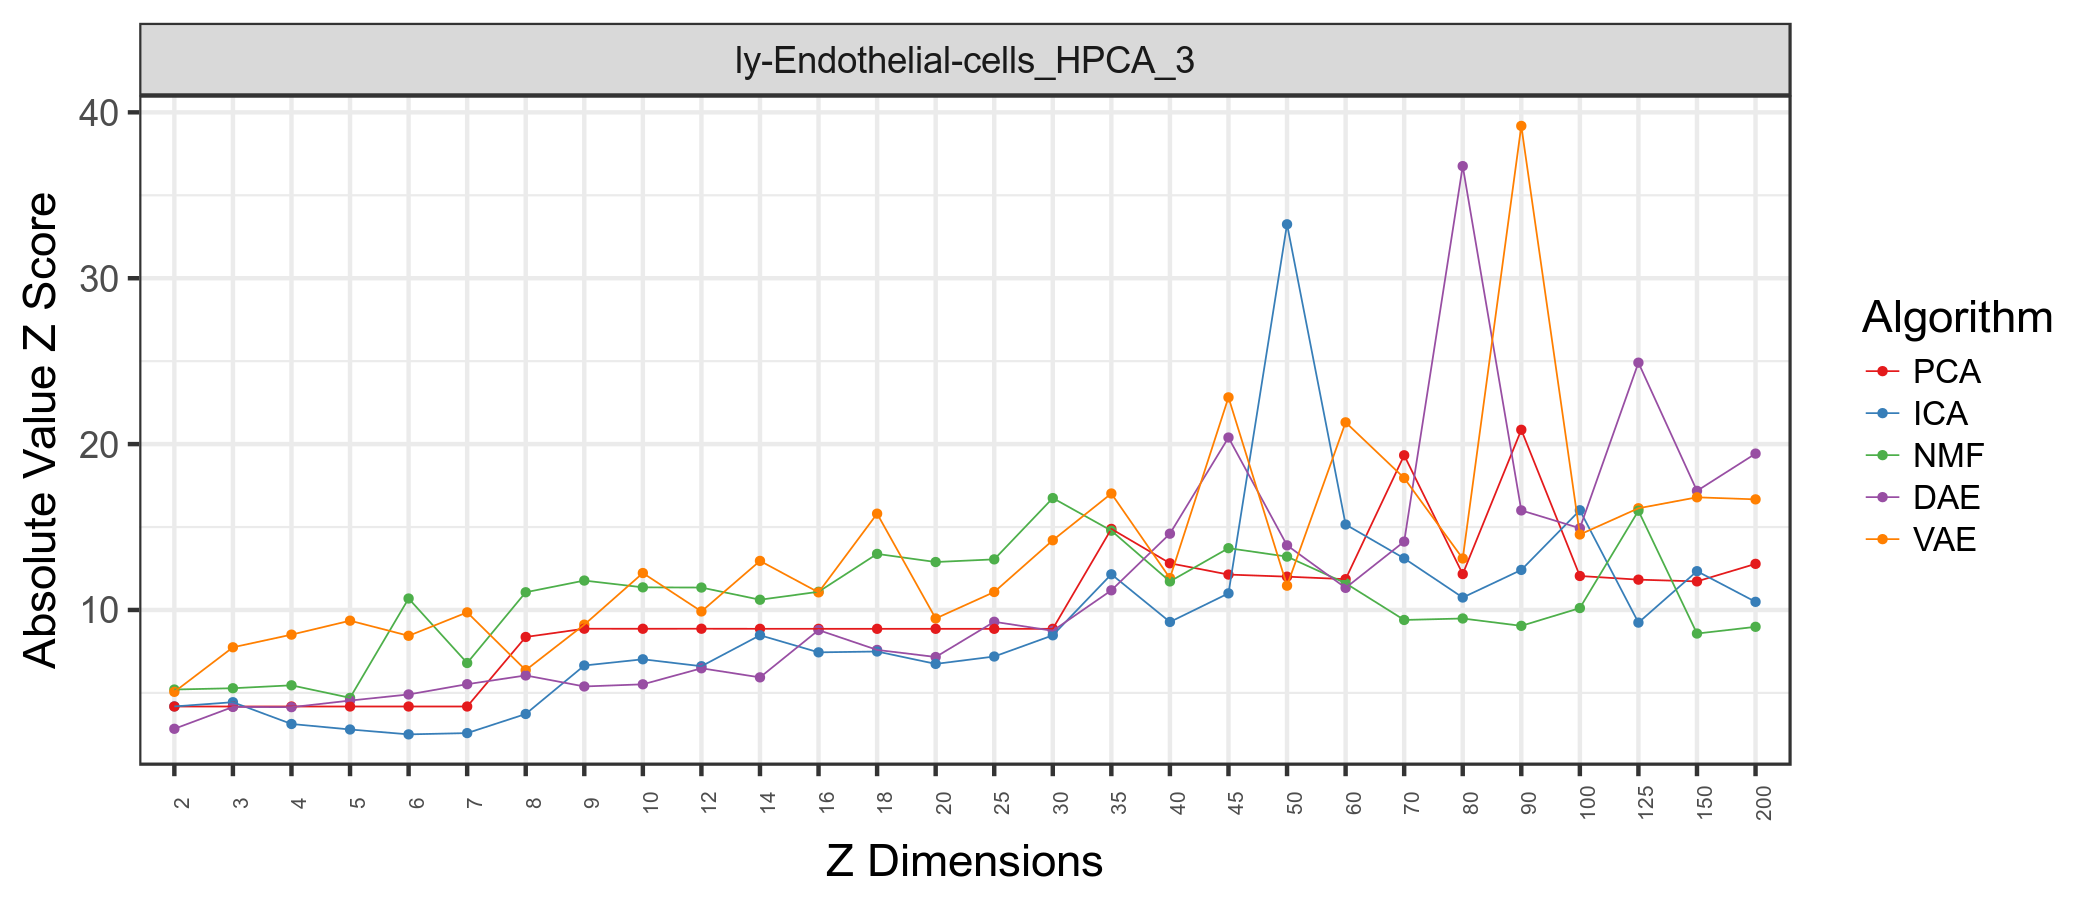 ly-Endothelial-cells_HPCA_3
Absolute Value Z Score
40
30
20
10
2 3 4 5 6 7 8 9 10 12 14 16 18 20 25 30 35 40 45 50 60 70 80 90 100 125 150 200
Z Dimensions
Algorithm
PCA
ICA
NMF
DAE
VAE